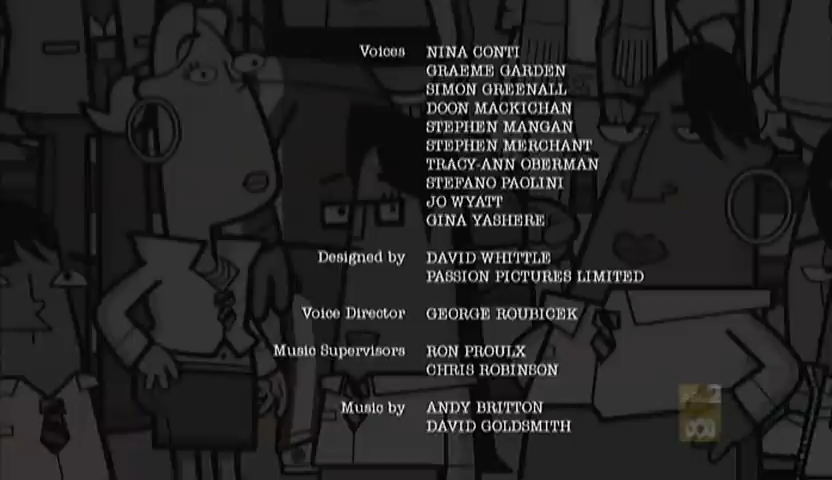 Voices NINA CONTI
GRAEME GARDEN
SIMON GREENALL
DOON MACKICHAN
STEPHEN MANGAN
STEPHEN MERCHANT
TRACY-ANN OBERMAN
STEFANO PAOLINI
JO WYATT
GINA YASHERE
Designed by DAVID WHITTLE
PASSION PICTURES LIMITED
Voice Director GEORGE ROUBICEK
Music Supervisors RON PROULX
CHRIS ROBINSON
Music by ANDY BRITTON
DAVID GOLDSMITH